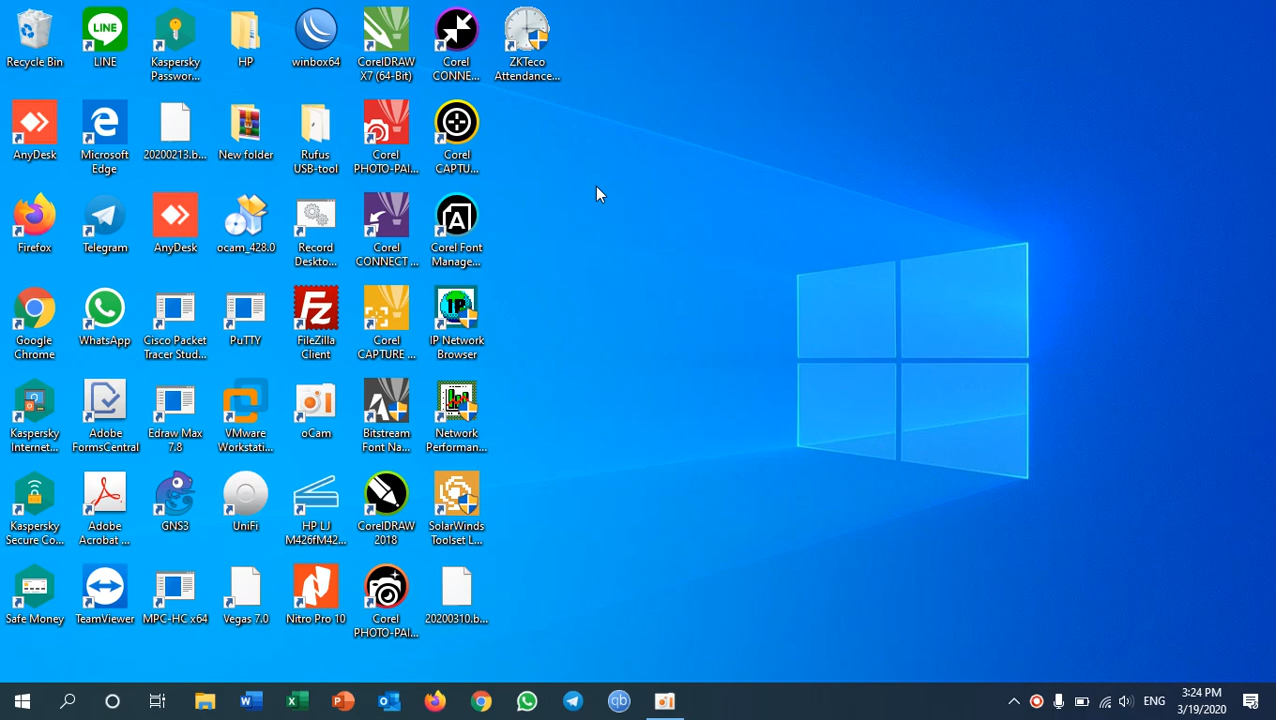 Recycle Bin
LINE
Kaspersky
Passwor...
HP
winbox64
CorelDRAW
X7 (64-Bit)
Corel
CONNE...
ZKTeco
Attendance...
AnyDesk
Microsoft
Edge
20200213.b...
New folder
Rufus
USB-tool
Corel
PHOTO-PAI...
Corel
CAPTU...
Firefox
Telegram
AnyDesk
ocam_428.0
Record
Deskto...
Corel
CONNECT ...
Corel Font
Manage...
Google
Chrome
WhatsApp
Cisco Packet
Tracer Stud...
PuTTY
FileZilla
Client
Corel
CAPTURE ...
IP
IP Network
Browser
Kaspersky
Internet...
Adobe
FormsCentral
Edraw Max
7.8
VMware
Workstati...
oCam
Bitstream
Font Na...
Network
Performan...
Kaspersky
Secure Co...
Adobe
Acrobat ...
GNS3
UniFi
HP LJ
M426fM42...
CorelDRAW
2018
SolarWinds
Toolset L...
Safe Money
TeamViewer
MPC-HC x64
Vegas 7.0
Nitro Pro 10
Corel
PHOTO-PAI...
20200310.b...
ENG
3:24 PM
3/19/2020